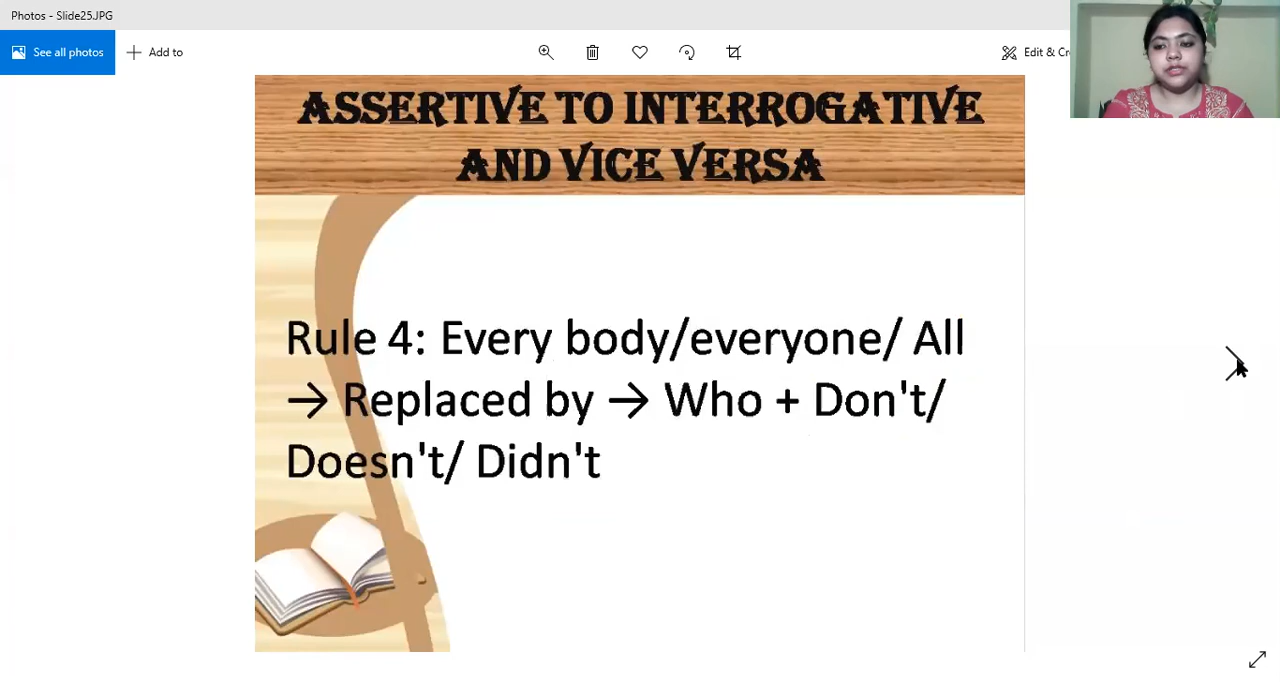 Photos - Slide25.JPG
See all photos
Add to
Edit & Cr
ASSERTIVE TO INTERROGATIVE
AND VICE VERSA
Rule 4: Every body/everyone/ All
→ Replaced by → Who + Don't/
Doesn't/ Didn't